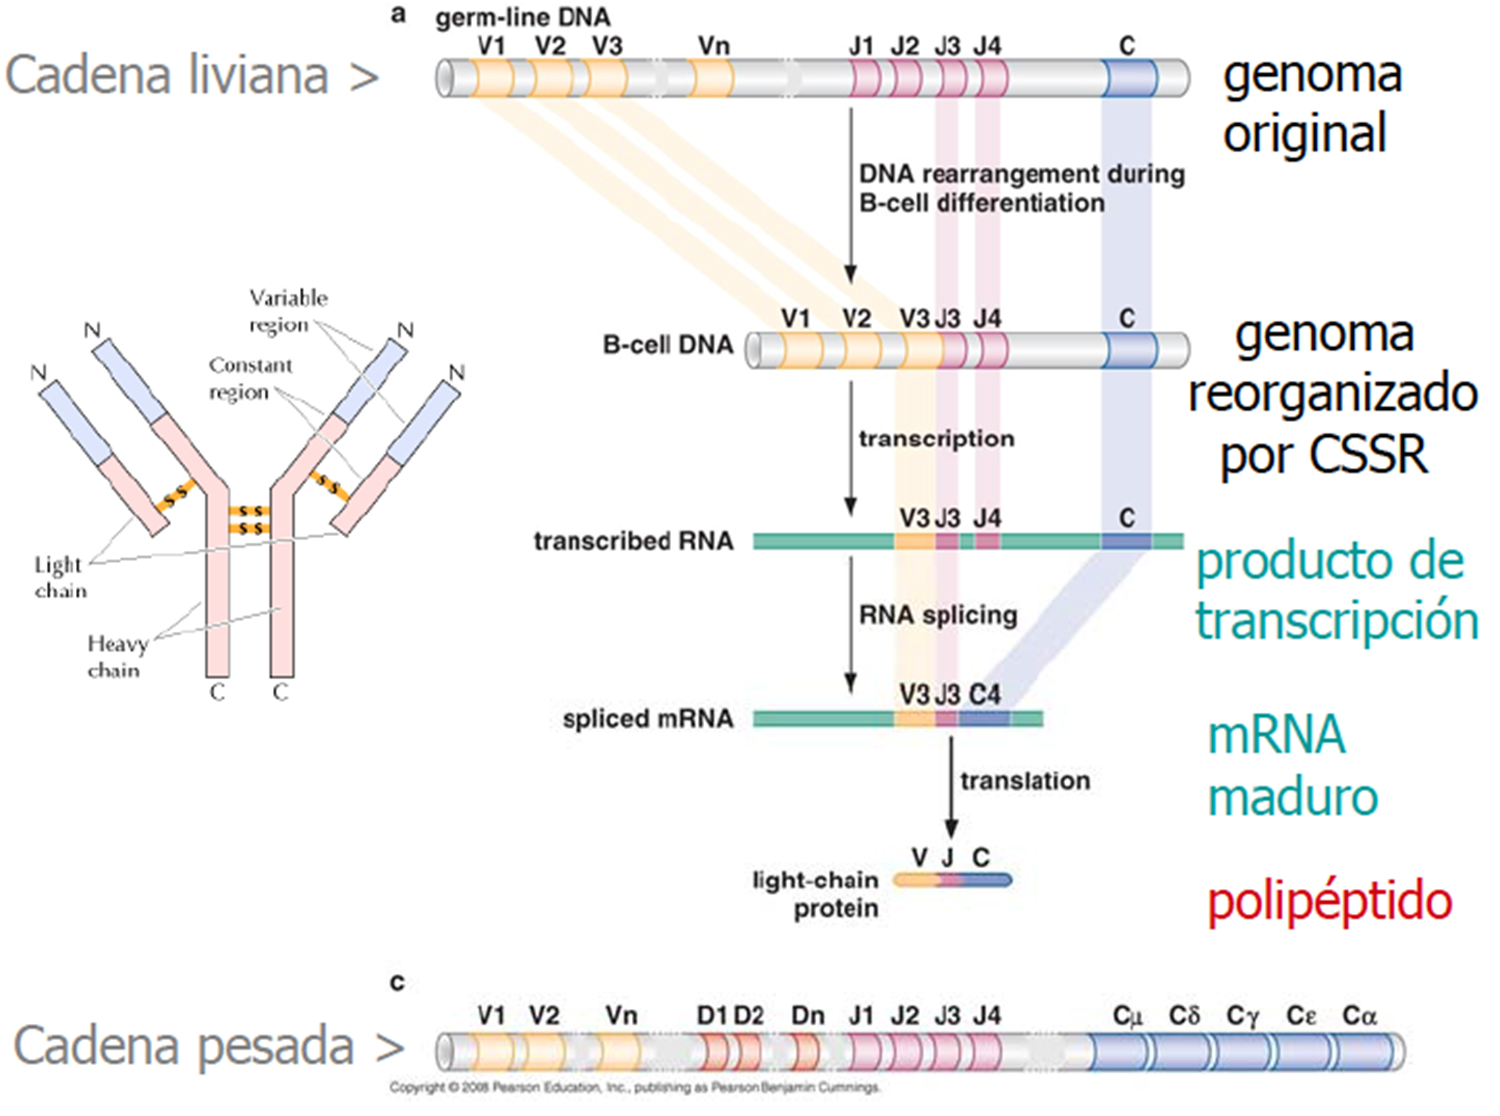 a germ-line DNA
Cadena liviana >
V1 V2 V3 Vn J1 J2 J3 J4 C
genoma
original
DNA rearrangement during
B-cell differentiation
B-cell DNA
V1 V2 V3 J3 J4 C
genoma
reorganizado
por CSSR
transcription
transcribed RNA
V3 J3 J4 C
producto de
transcripción
RNA splicing
spliced mRNA
V3 J3 C4
mRNA
maduro
translation
V J C
light-chain
protein
polipéptido
Variable
region
Constant
region
N
N
N
N
S S
S S
S S
S S
Light
chain
Heavy
chain
C C
c
Cadena pesada >
V1 V2 Vn D1 D2 Dn J1 J2 J3 J4 Cμ Cδ Cγ Cε Cα
Copyright © 2008 Pearson Education, Inc., publishing as Pearson Benjamin Cummings.